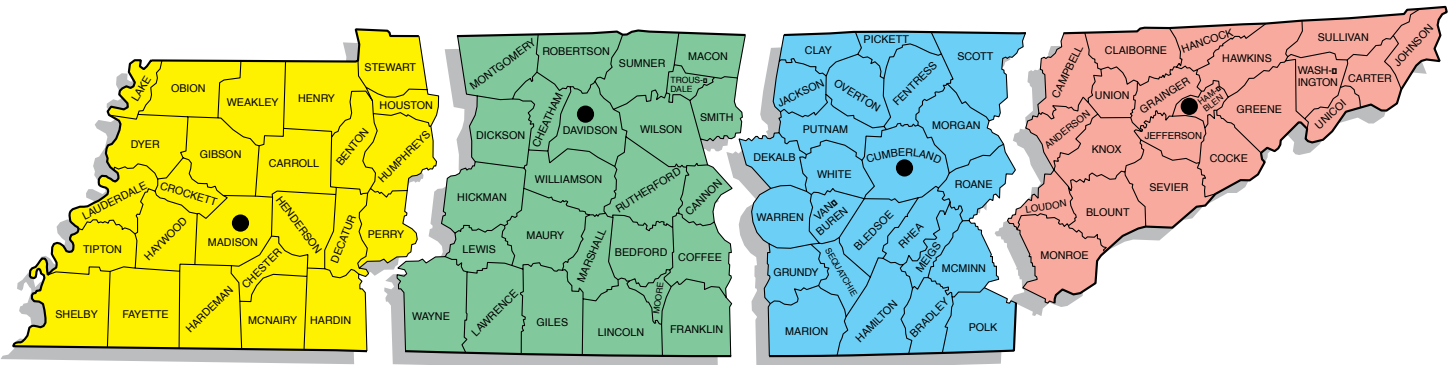 STEWART
LAKE
OBION
WEAKLEY
HENRY
HOUSTON
DYER
GIBSON
CARROLL
BENTON
HUMPHREYS
LAUDERDALE
CROCKETT
HAYWOOD
MADISON
HENDERSON
DECATUR
PERRY
TIPTON
CHESTER
SHELBY
FAYETTE
HARDEMAN
MCNAIRY
HARDIN
MONTGOMERY
ROBERTSON
SUMNER
MACON
TROUS-
DALE
SMITH
DICKSON
CHEATHAM
DAVIDSON
WILSON
HICKMAN
WILLIAMSON
RUTHERFORD
CANNON
LEWIS
MAURY
MARSHALL
BEDFORD
COFFEE
WAYNE
LAWRENCE
GILES
LINCOLN
MOORE
FRANKLIN
CLAY
PICKETT
SCOTT
JACKSON
OVERTON
FENTRESS
PUTNAM
MORGAN
DEKALB
WHITE
CUMBERLAND
ROANE
WARREN
VAN
BUREN
BLEDSOE
RHEA
MEIGS
MCMINN
GRUNDY
SEQUATCHIE
MARION
HAMILTON
BRADLEY
POLK
CAMPBELL
CLAIBORNE
HANCOCK
HAWKINS
SULLIVAN
JOHNSON
UNION
GRAINGER
HAM-
BLEN
GREENE
WASH-
INGTON
CARTER
UNICOI
ANDERSON
KNOX
JEFFERSON
COCKE
SEVIER
LOUDON
BLOUNT
MONROE